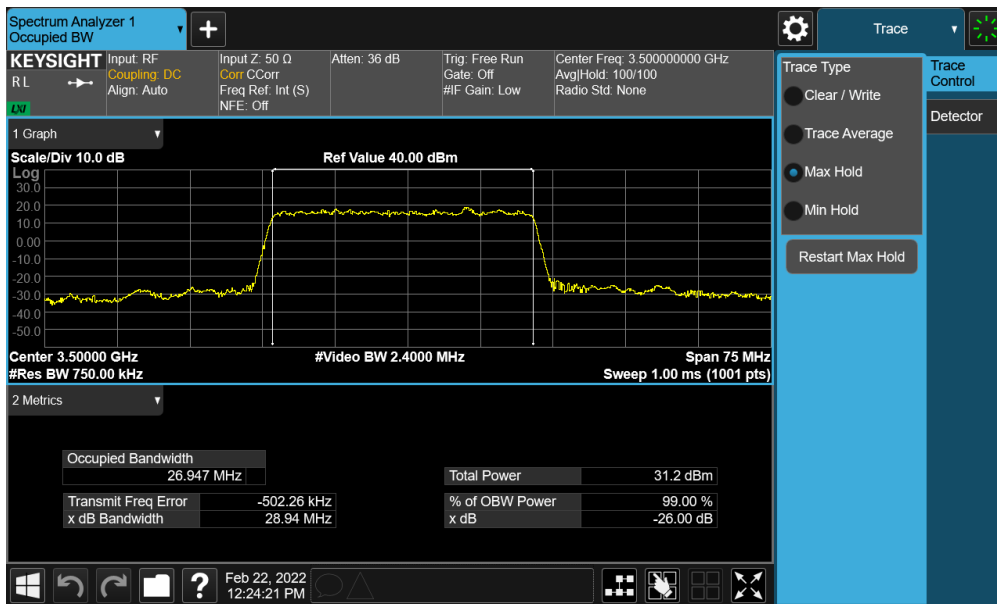 Spectrum Analyzer 1
Occupied BW
+
Trace
KEYSIGHT
R L
LXI
Input: RF
Coupling: DC
Align: Auto
Input Z: 50 Ω
Corr CCorr
Freq Ref: Int (S)
NFE: Off
Atten: 36 dB
Trig: Free Run
Gate: Off
#IF Gain: Low
Center Freq: 3.500000000 GHz
Avg|Hold: 100/100
Radio Std: None
Trace Type
Clear / Write
Trace Average
Max Hold
Min Hold
Restart Max Hold
Trace
Control
Detector
1 Graph
Scale/Div 10.0 dB
Ref Value 40.00 dBm
Log
30.0
20.0
10.0
0.00
-10.0
-20.0
-30.0
-40.0
-50.0
Center 3.50000 GHz
#Video BW 2.4000 MHz
Span 75 MHz
#Res BW 750.00 kHz
Sweep 1.00 ms (1001 pts)
2 Metrics
Occupied Bandwidth
26.947 MHz
Total Power 31.2 dBm
Transmit Freq Error -502.26 kHz
% of OBW Power 99.00 %
x dB Bandwidth 28.94 MHz
x dB -26.00 dB
?
Feb 22, 2022
12:24:21 PM